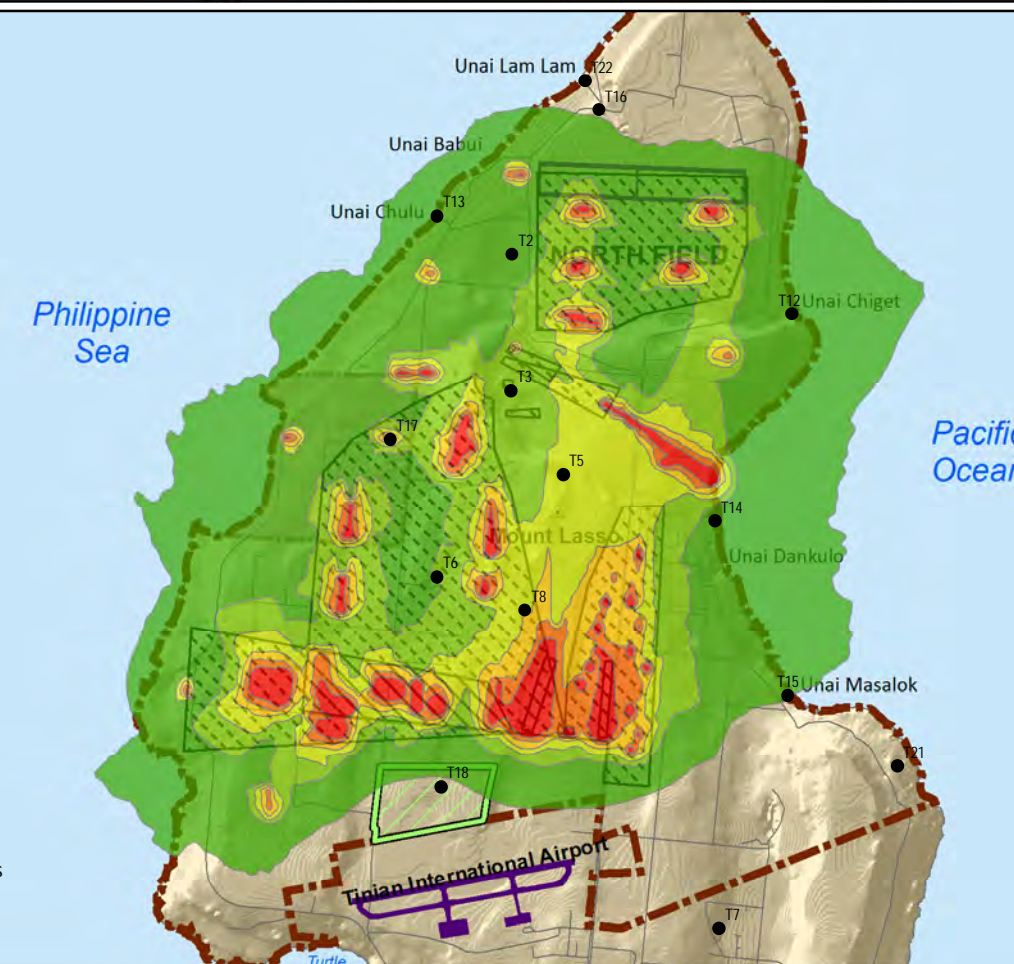 Unai Lam Lam
T22
T16
Unai Babui
Unai Chulu
T13
T2
NORTH FIELD
Philippine
Sea
T12
Unai Chiget
T3
T17
T5
Pacific
Ocean
T14
Mount Lasso
Unai Dankulo
T6
T8
T15
Unai Masalok
T21
T18
s
Tinian International Airport
T7
Turtle